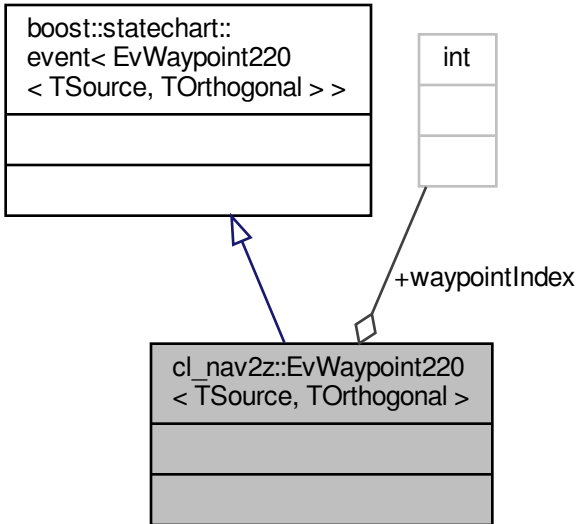 boost::statechart::
event< EvWaypoint220
< TSource, TOrthogonal > >
int
+waypointIndex
cl_nav2z::EvWaypoint220
< TSource, TOrthogonal >